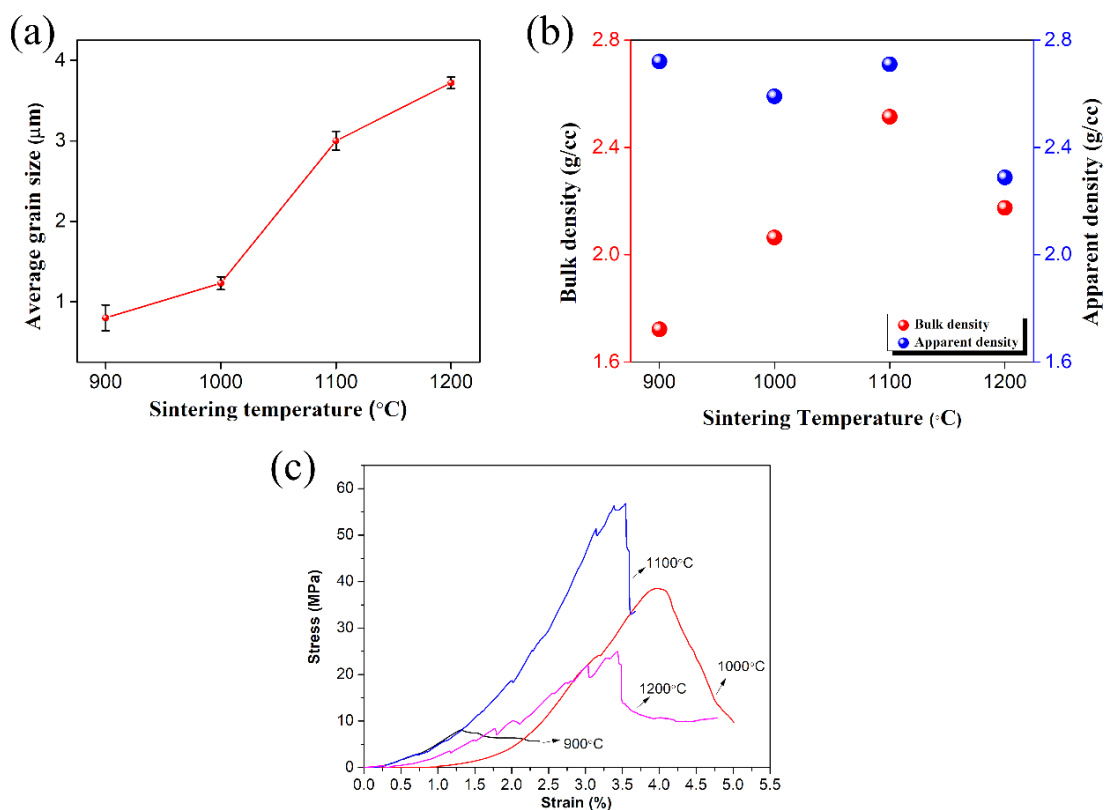 (a)
Average grain size (μm)
4
3
2
1
900 1000 1100 1200
Sintering temperature (°C)
(b)
Bulk density (g/cc)
2.8
2.4
2.0
1.6
Bulk density
Apparent density
900 1000 1100 1200
Sintering Temperature (°C)
2.8
2.4
2.0
1.6
Apparent density (g/cc)
(c)
Stress (MPa)
60
50
40
30
20
10
0
1100°C
1000°C
1200°C
900°C
0.0 0.5 1.0 1.5 2.0 2.5 3.0 3.5 4.0 4.5 5.0 5.5
Strain (%)